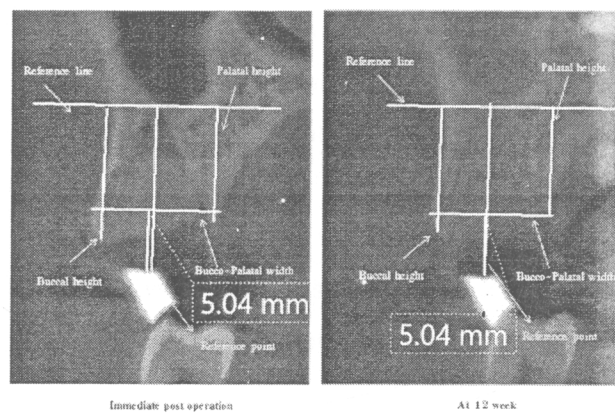 Reference line
Palatal height
Buccal height
Bucco-Palatal width
5.04 mm
Reference point
Immediate post operation
Reference line
Palatal height
Buccal height
Bucco-Palatal width
5.04 mm
Reference point
At 12 week